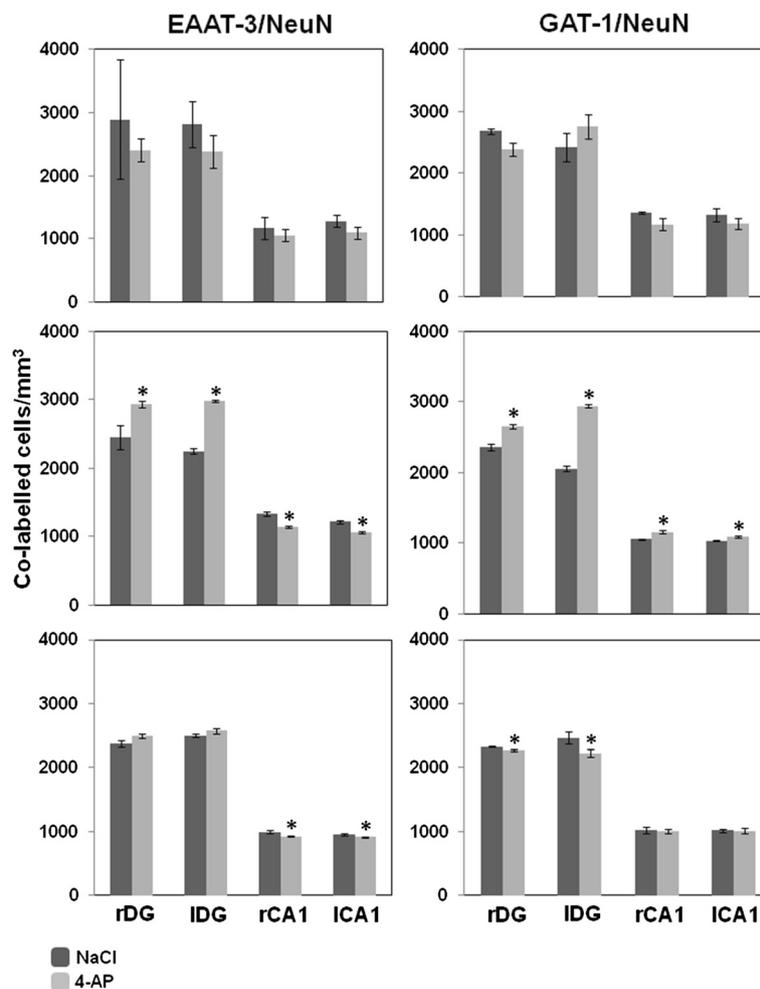 EAAT-3/NeuN GAT-1/NeuN
4000 4000
3000 3000
2000 2000
1000 1000
0 0
Co-labelled cells/mm³
4000 4000
* * * *
3000 3000
2000 2000
* * * *
1000 1000
0 0
4000 4000
3000 3000
* *
2000 2000
* *
1000 1000
0 0
rDG lDG rCA1 lCA1 rDG lDG rCA1 lCA1
NaCl
4-AP